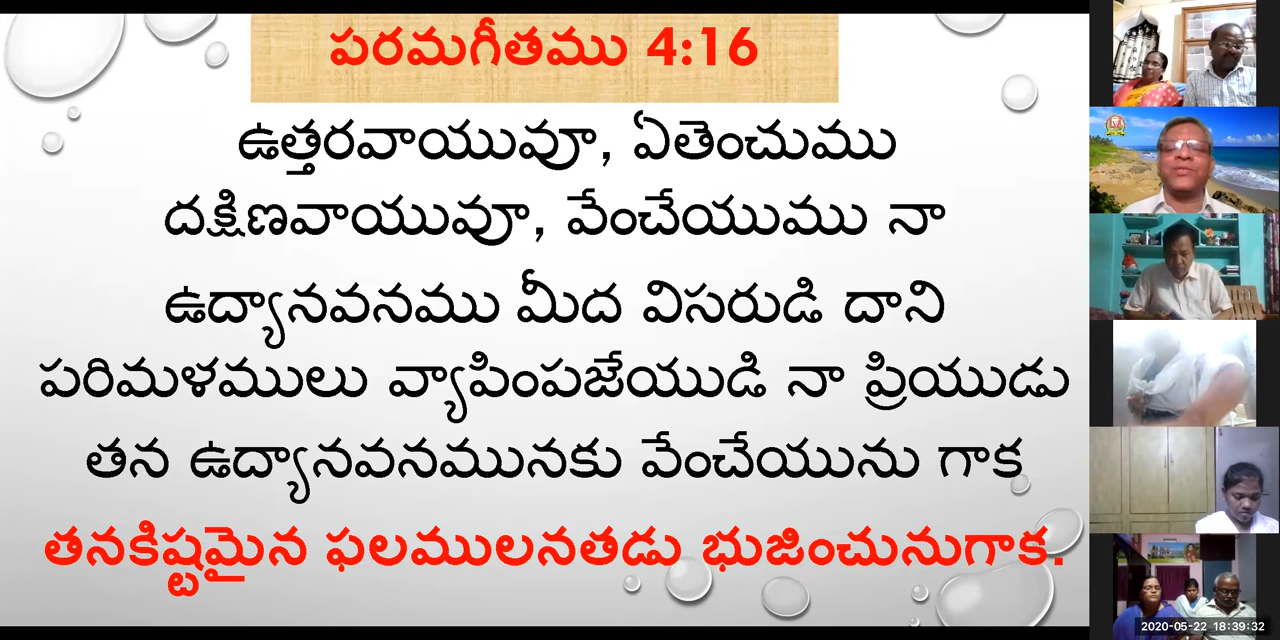 పరమగీతము 4:16
ఉత్తరవాయువూ, ఏతెంచుము
దక్షిణవాయువూ, వేంచేయుము నా
ఉద్యానవనము మీద విసరుడి దాని
పరిమళములు వ్యాపింపజేయుడి నా ప్రియుడు
తన ఉద్యానవనమునకు వేంచేయును గాక
తనకిష్టమైన ఫలములనతడు భుజించునుగాక.
2020-05-22 18:39:32